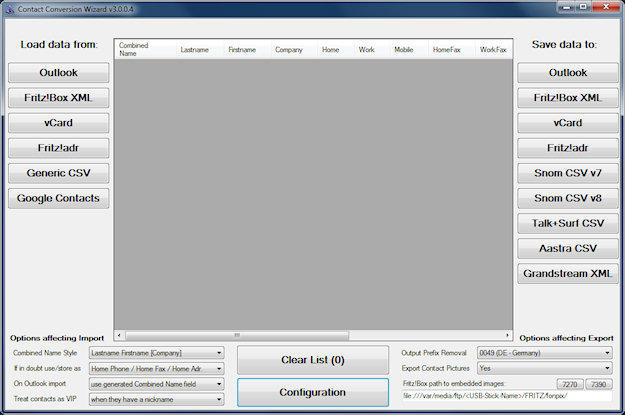 Contact Conversion Wizard v3.0.0.4
Load data from:
Outlook
Fritz!Box XML
vCard
Fritz!adr
Generic CSV
Google Contacts
Combined Name
Lastname
Firstname
Company
Home
Work
Mobile
HomeFax
WorkFax
Save data to:
Outlook
Fritz!Box XML
vCard
Fritz!adr
Snom CSV v7
Snom CSV v8
Talk+Surf CSV
Aastra CSV
Grandstream XML
Options affecting Import
Combined Name Style
Lastname Firstname [Company]
If in doubt use/store as
Home Phone / Home Fax / Home Adr.
On Outlook import
use generated Combined Name field
Treat contacts as VIP
when they have a nickname
Clear List (0)
Configuration
Options affecting Export
Output Prefix Removal
0049 (DE - Germany)
Export Contact Pictures
Yes
Fritz!Box path to embedded images:
7270
7390
file:///var/media/ftp/<USB-Stick-Name>/FRITZ/fonpix/